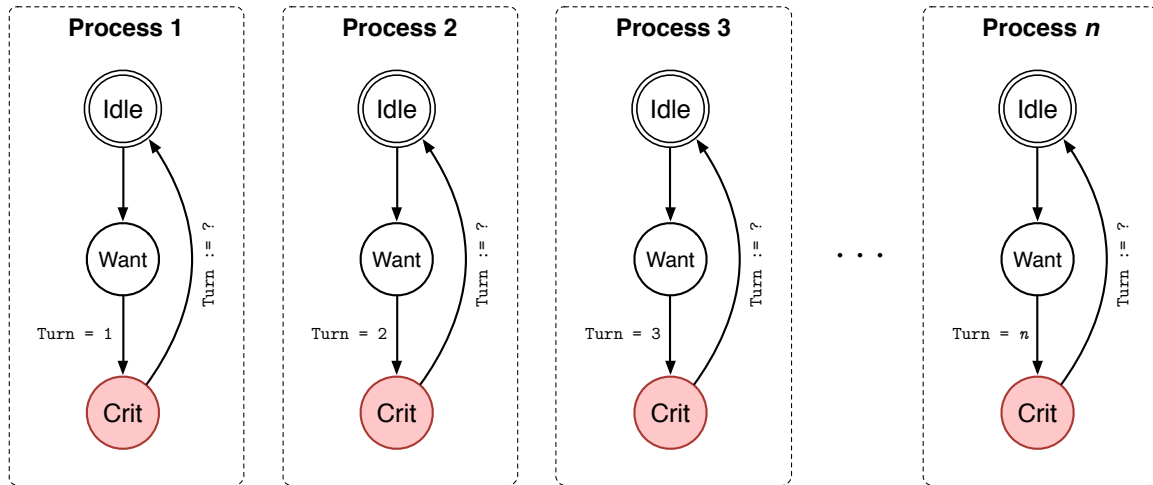 Process 1
Idle
Want
Turn = 1
Turn := ?
Crit
Process 2
Idle
Want
Turn = 2
Turn := ?
Crit
Process 3
Idle
Want
Turn = 3
Turn := ?
Crit
. . .
Process n
Idle
Want
Turn = n
Turn := ?
Crit